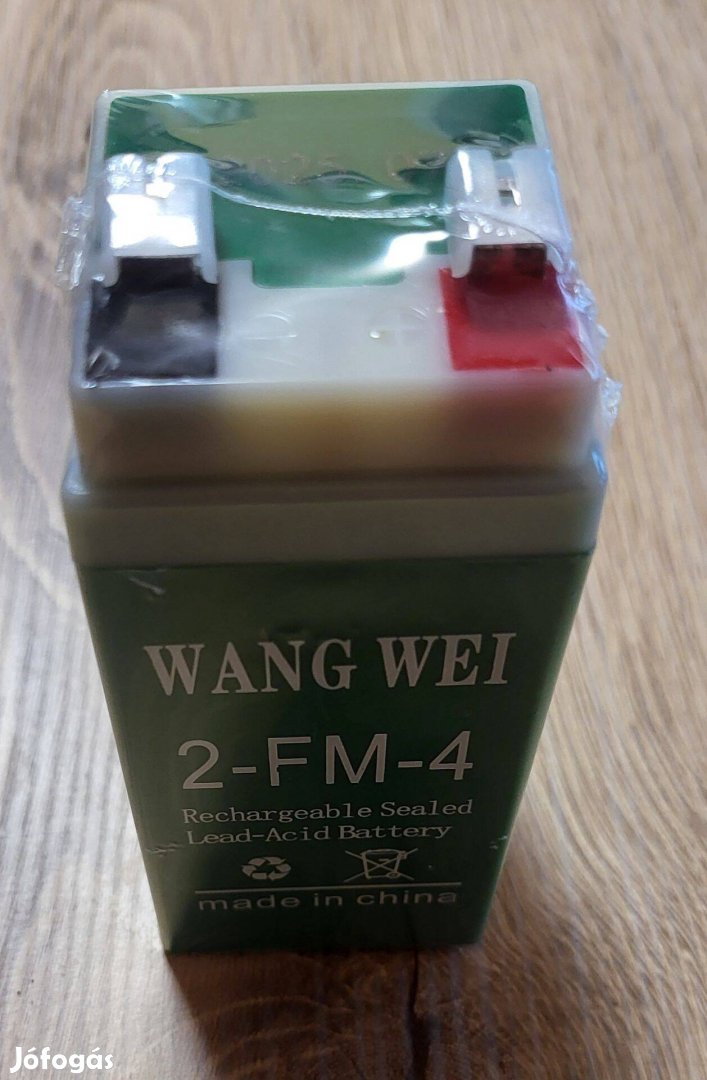 WANG WEI
2-FM-4
Rechargeable Sealed
Lead-Acid Battery
made in china
Jófogás